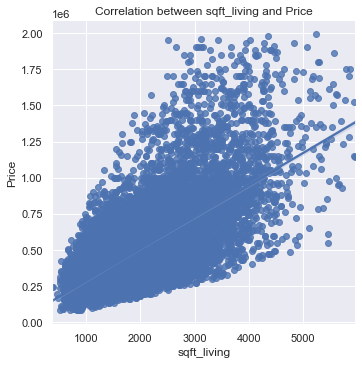 Correlation between sqft_living and Price
1e6
2.00
1.75
1.50
1.25
1.00
0.75
0.50
0.25
0.00
Price
1000 2000 3000 4000 5000
sqft_living